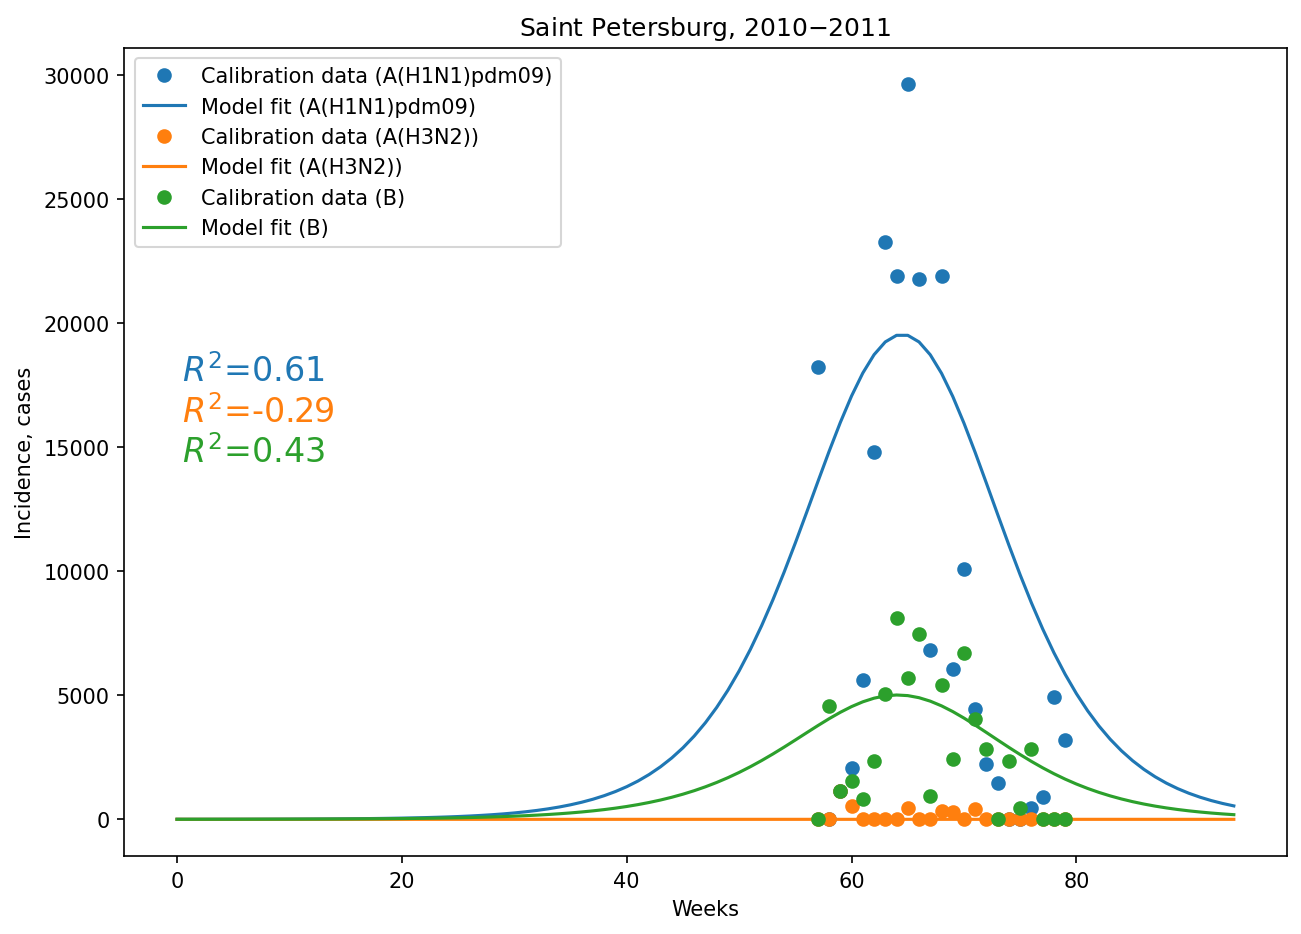 Saint Petersburg, 2010−2011
Calibration data (A(H1N1)pdm09)
Model fit (A(H1N1)pdm09)
Calibration data (A(H3N2))
Model fit (A(H3N2))
Calibration data (B)
Model fit (B)
30000
25000
20000
15000
10000
5000
0
R²=0.61
R²=-0.29
R²=0.43
Incidence, cases
0 20 40 60 80
Weeks